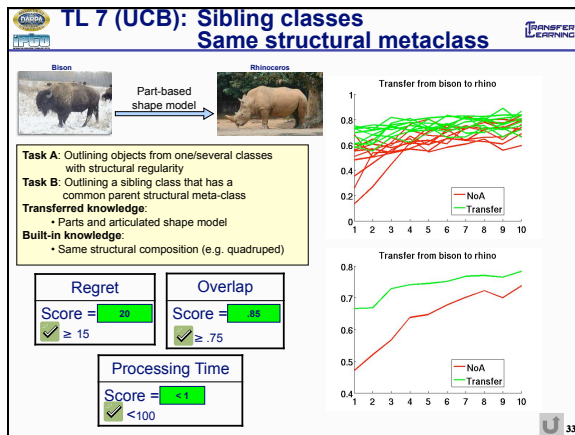 DARPA
IPTO
TL 7 (UCB): Sibling classes
Same structural metaclass
TRANSFER
LEARNING
Bison
Part-based
shape model
Rhinoceros
Task A: Outlining objects from one/several classes
with structural regularity
Task B: Outlining a sibling class that has a
common parent structural meta-class
Transferred knowledge:
• Parts and articulated shape model
Built-in knowledge:
• Same structural composition (e.g. quadruped)
Regret
Score = 20
≥ 15
Overlap
Score = .85
≥ .75
Processing Time
Score = < 1
<100
Transfer from bison to rhino
1
0.8
0.6
0.4
0.2
0
NoA
Transfer
1 2 3 4 5 6 7 8 9 10
Transfer from bison to rhino
0.8
0.7
0.6
0.5
0.4
NoA
Transfer
1 2 3 4 5 6 7 8 9 10
33